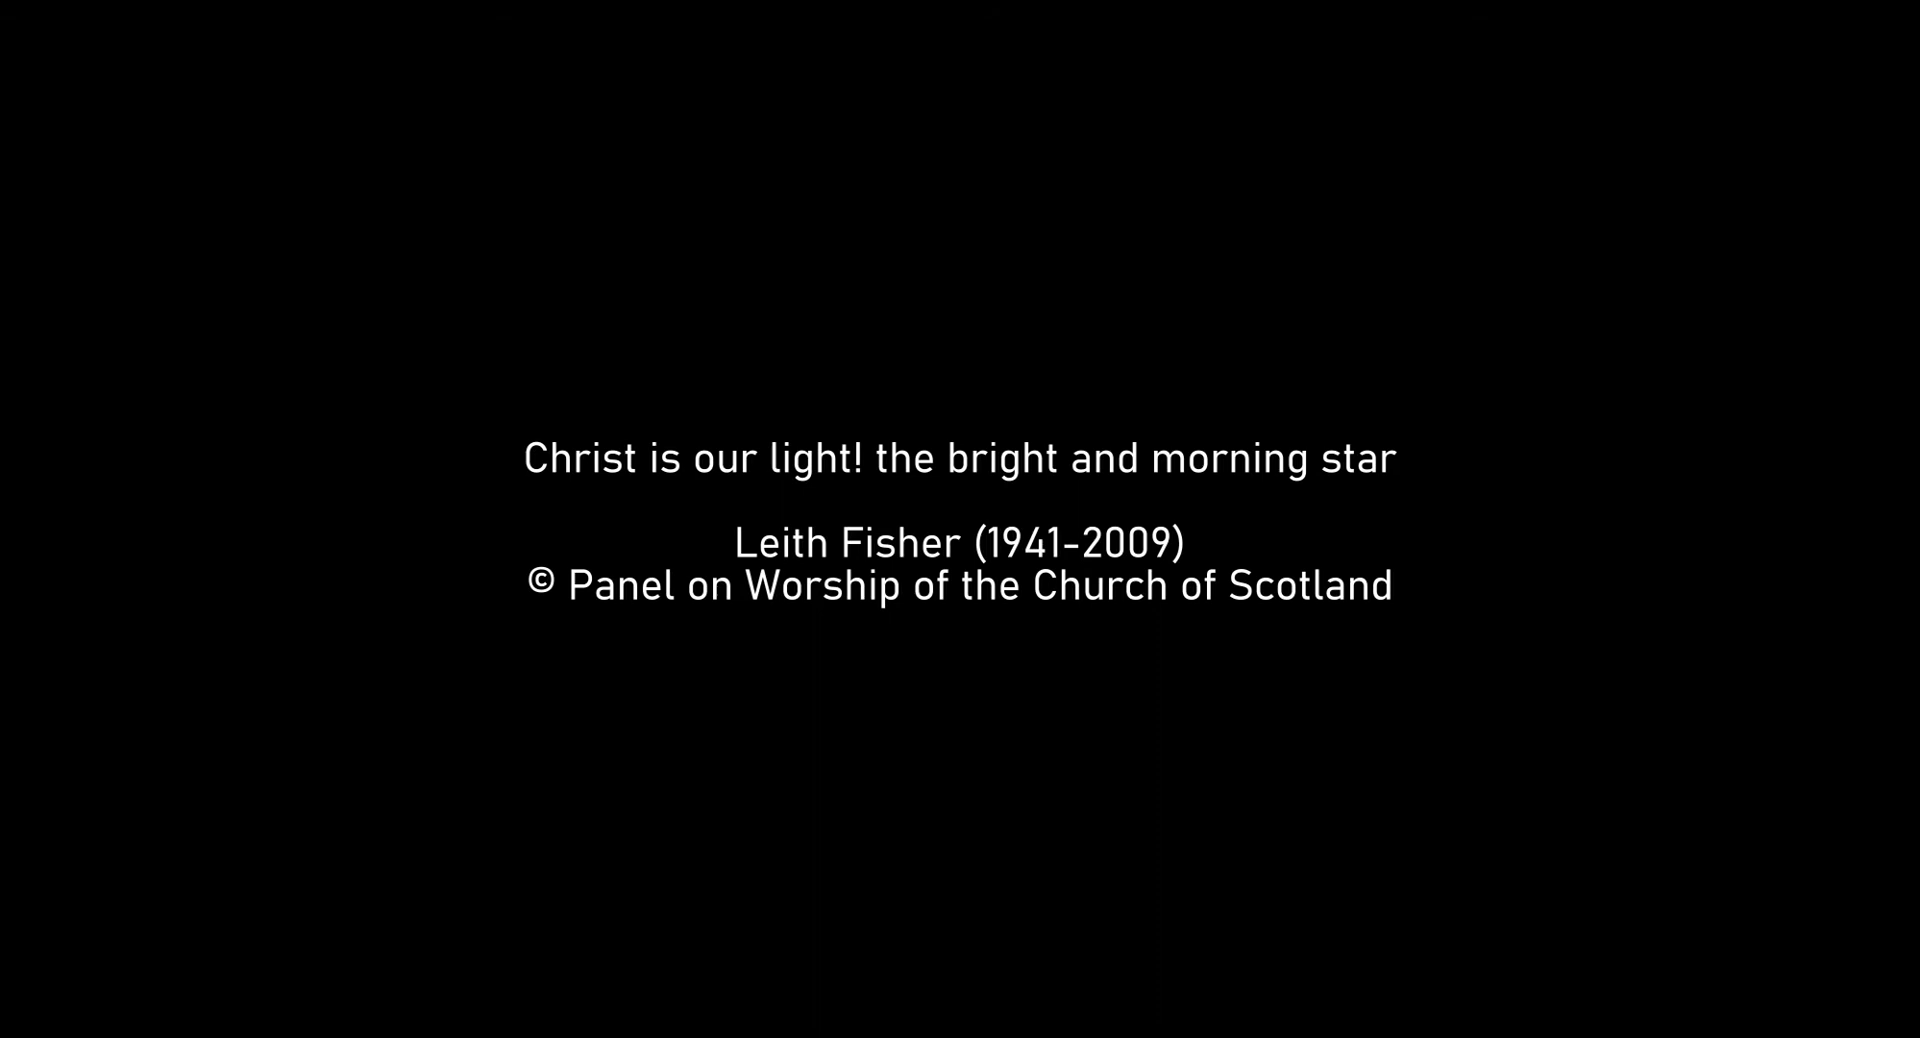 Christ is our light! the bright and morning star
Leith Fisher (1941-2009)
© Panel on Worship of the Church of Scotland